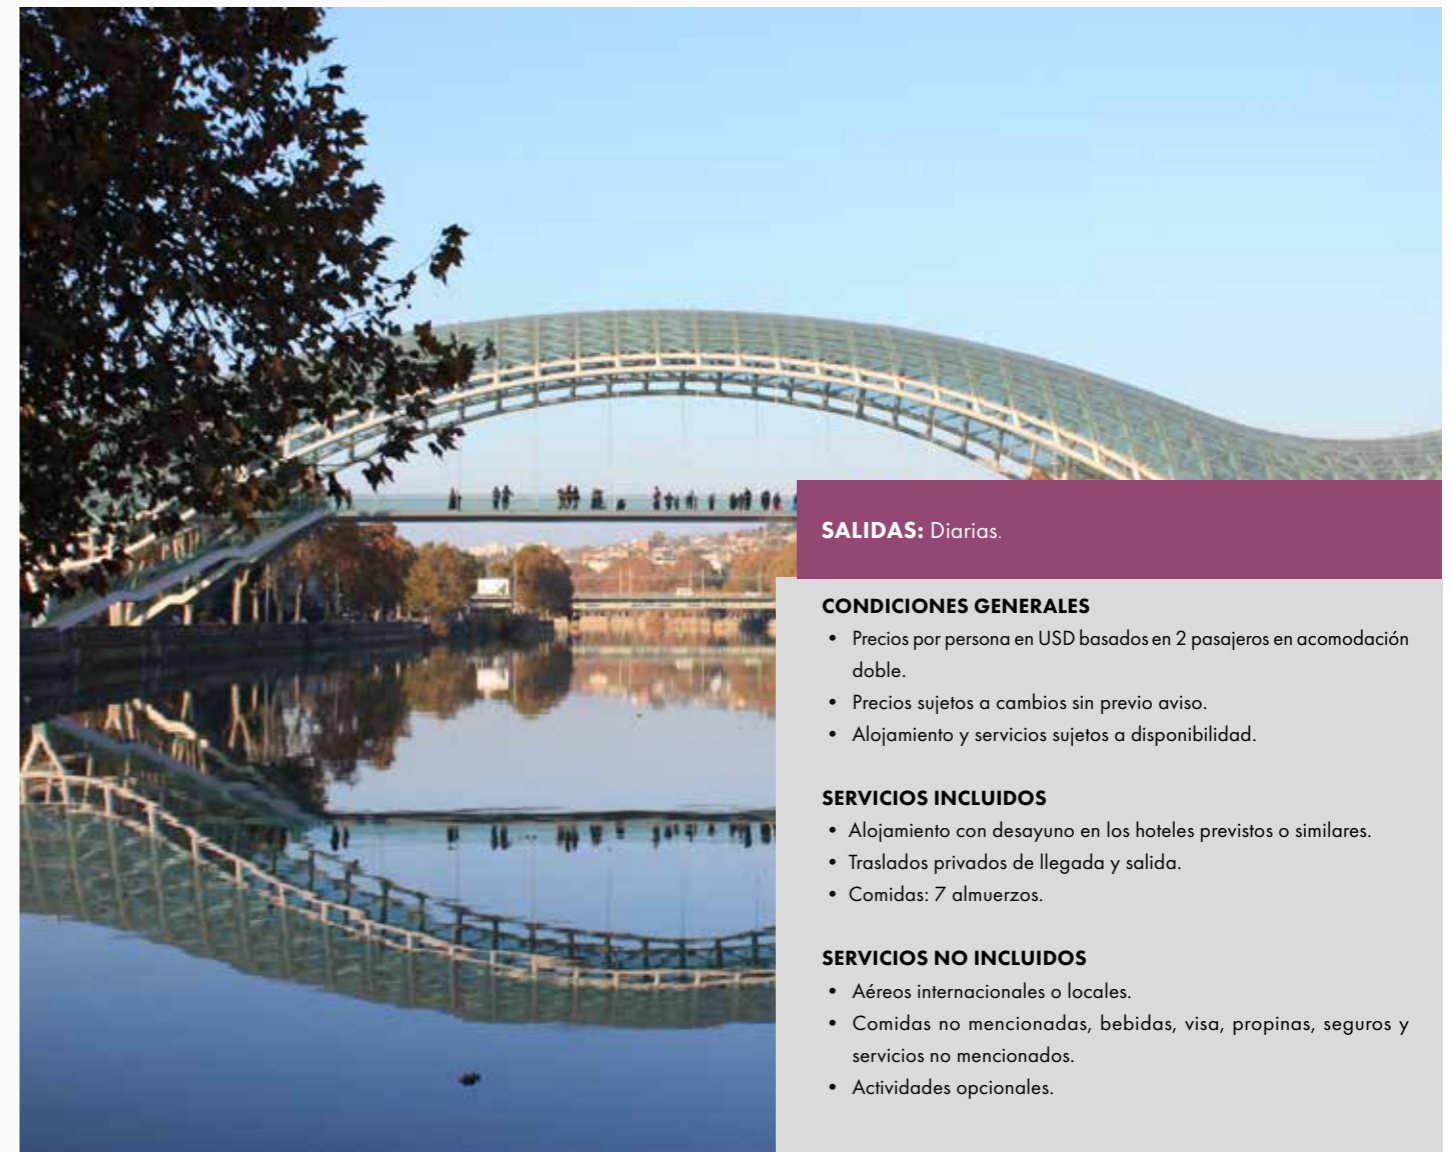 SALIDAS: Diarias.
CONDICIONES GENERALES
• Precios por persona en USD basados en 2 pasajeros en acomodación
doble.
• Precios sujetos a cambios sin previo aviso.
• Alojamiento y servicios sujetos a disponibilidad.
SERVICIOS INCLUIDOS
• Alojamiento con desayuno en los hoteles previstos o similares.
• Traslados privados de llegada y salida.
• Comidas: 7 almuerzos.
SERVICIOS NO INCLUIDOS
• Aéreos internacionales o locales.
• Comidas no mencionadas, bebidas, visa, propinas, seguros y
servicios no mencionados.
• Actividades opcionales.